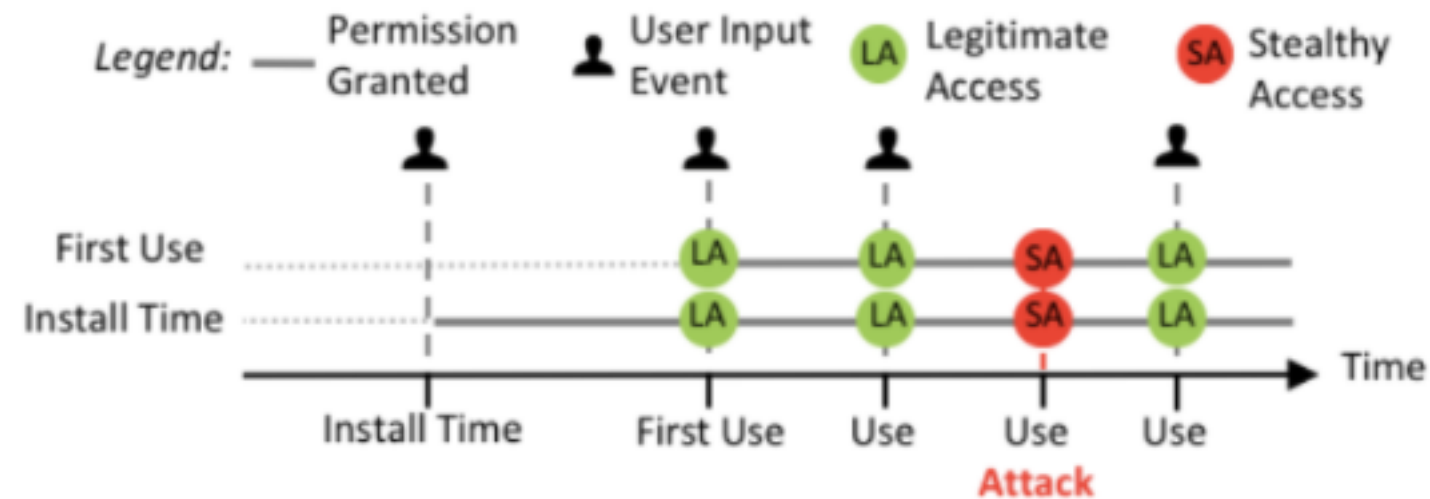 Legend:
Permission
Granted
User Input
Event
LA
Legitimate
Access
SA
Stealthy
Access
First Use
LA
LA
SA
LA
Install Time
LA
LA
SA
LA
Time
Install Time
First Use
Use
Use
Use
Attack